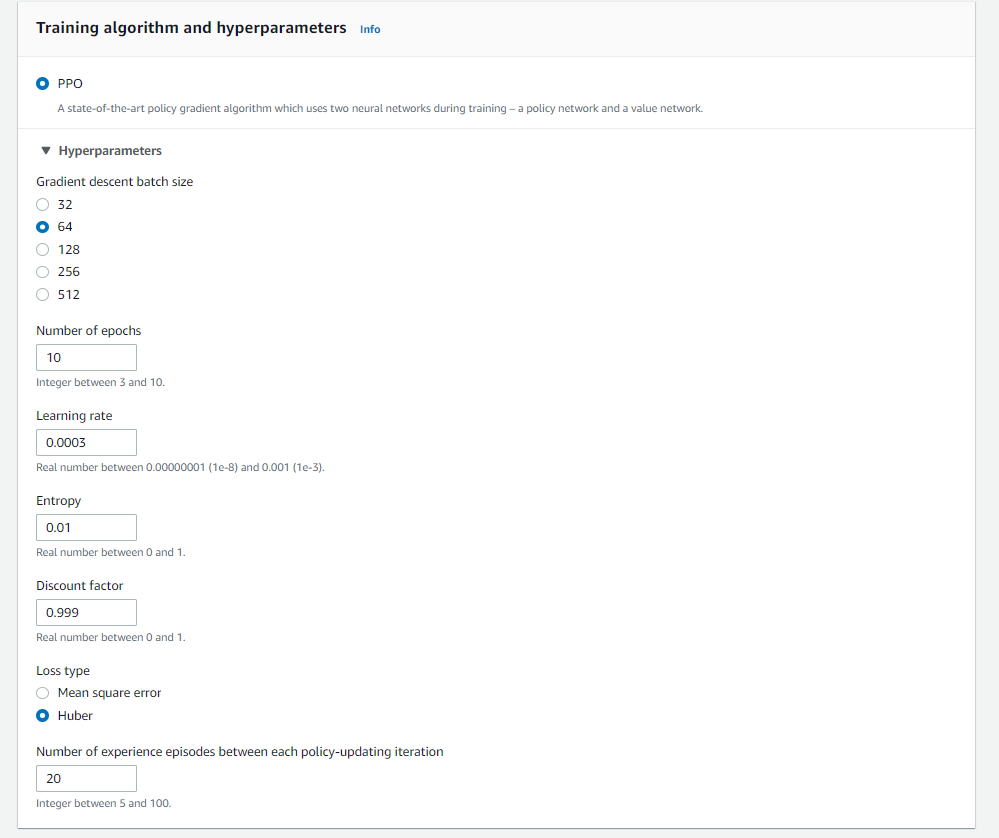 Training algorithm and hyperparameters Info
PPO
A state-of-the-art policy gradient algorithm which uses two neural networks during training – a policy network and a value network.
Hyperparameters
Gradient descent batch size
32
64
128
256
512
Number of epochs
10
Integer between 3 and 10.
Learning rate
0.0003
Real number between 0.00000001 (1e-8) and 0.001 (1e-3).
Entropy
0.01
Real number between 0 and 1.
Discount factor
0.999
Real number between 0 and 1.
Loss type
Mean square error
Huber
Number of experience episodes between each policy-updating iteration
20
Integer between 5 and 100.